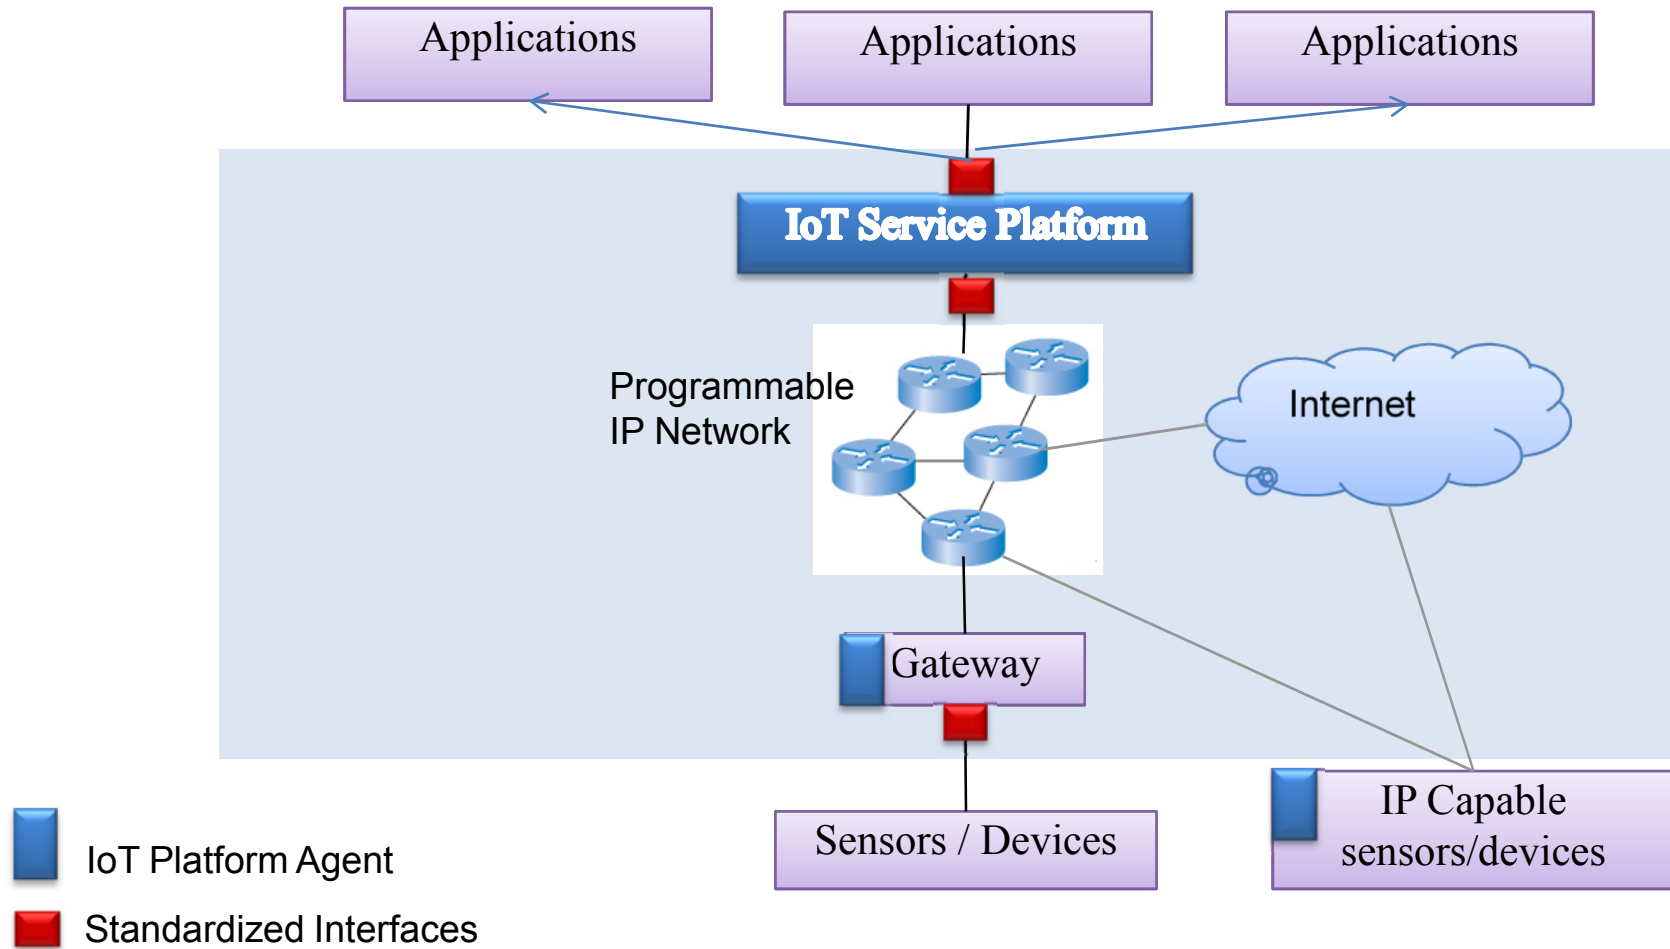 Applications
Applications
Applications
IoT Service Platform
Programmable
IP Network
Internet
Gateway
Sensors / Devices
IP Capable
sensors/devices
IoT Platform Agent
Standardized Interfaces